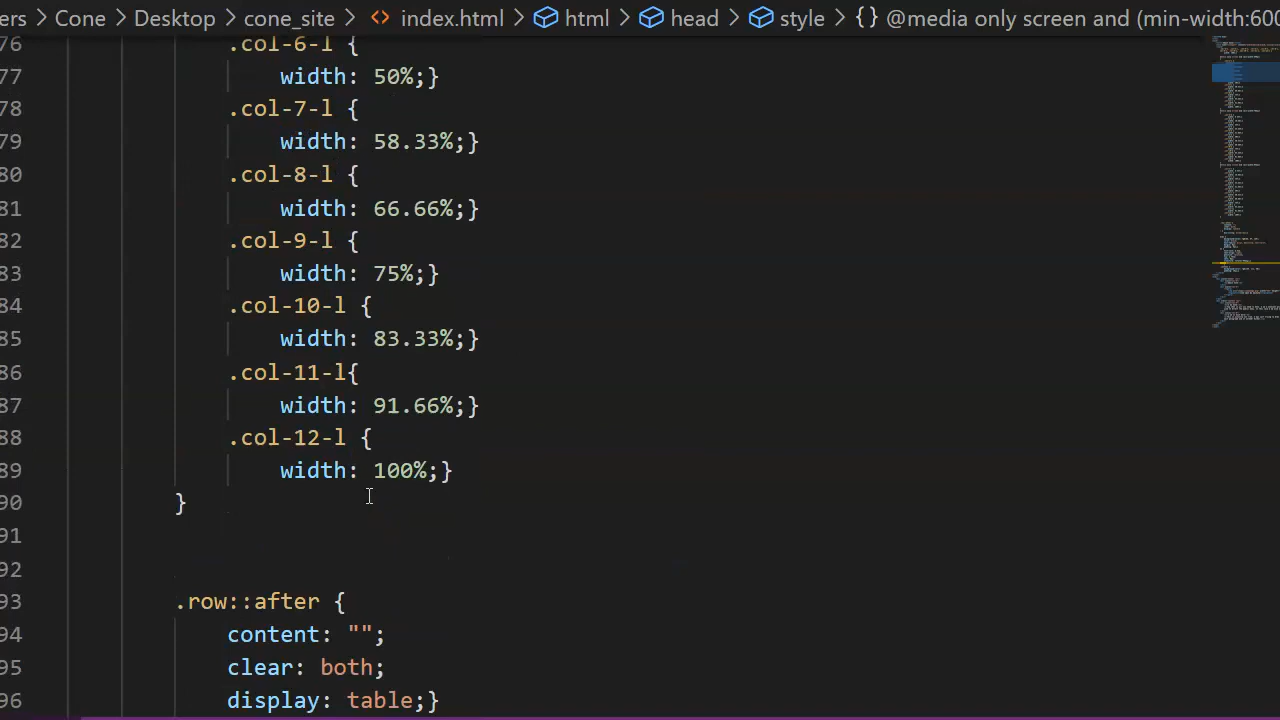 ers > Cone > Desktop > cone_site > index.html > html > head > style > {} @media only screen and (min-width:600
76 .col-6-l {
77 width: 50%;}
78 .col-7-l {
79 width: 58.33%;}
80 .col-8-l {
81 width: 66.66%;}
82 .col-9-l {
83 width: 75%;}
84 .col-10-l {
85 width: 83.33%;}
86 .col-11-l{
87 width: 91.66%;}
88 .col-12-l {
89 width: 100%;}
90 }
91
92
93 .row::after {
94 content: "";
95 clear: both;
96 display: table;}